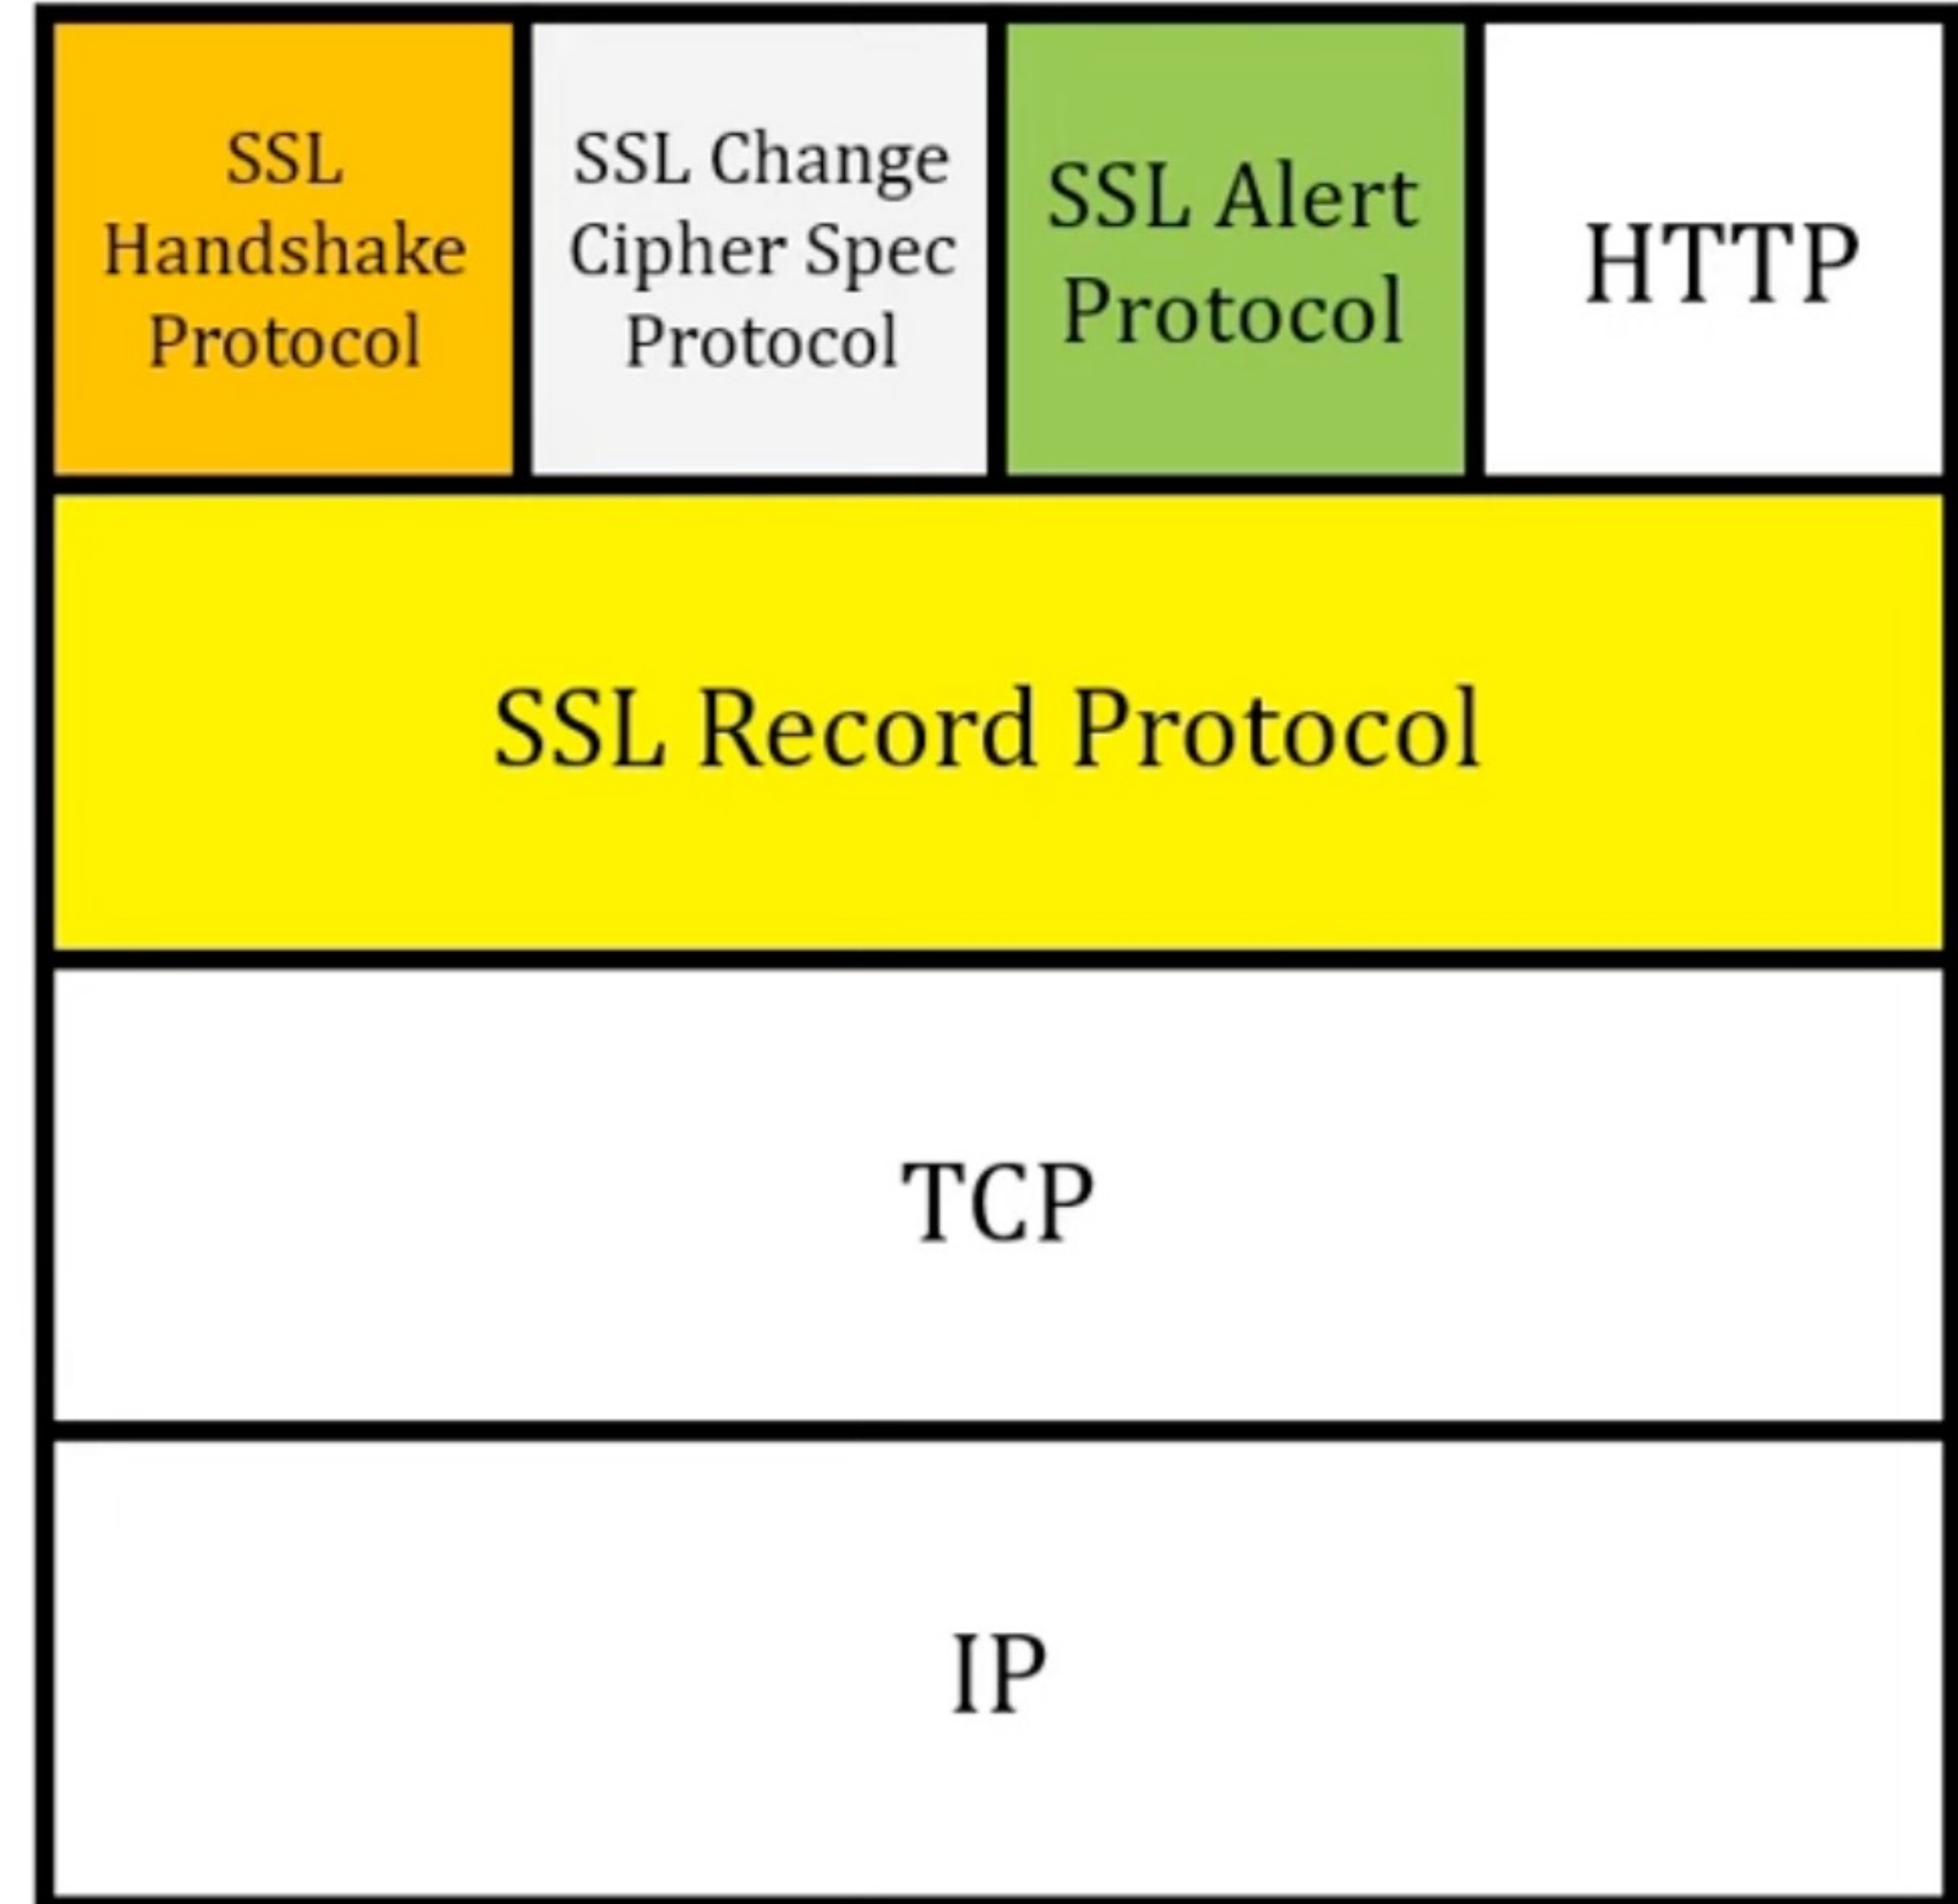 SSL
Handshake
Protocol
SSL Change
Cipher Spec
Protocol
SSL Alert
Protocol
HTTP
SSL Record Protocol
TCP
IP